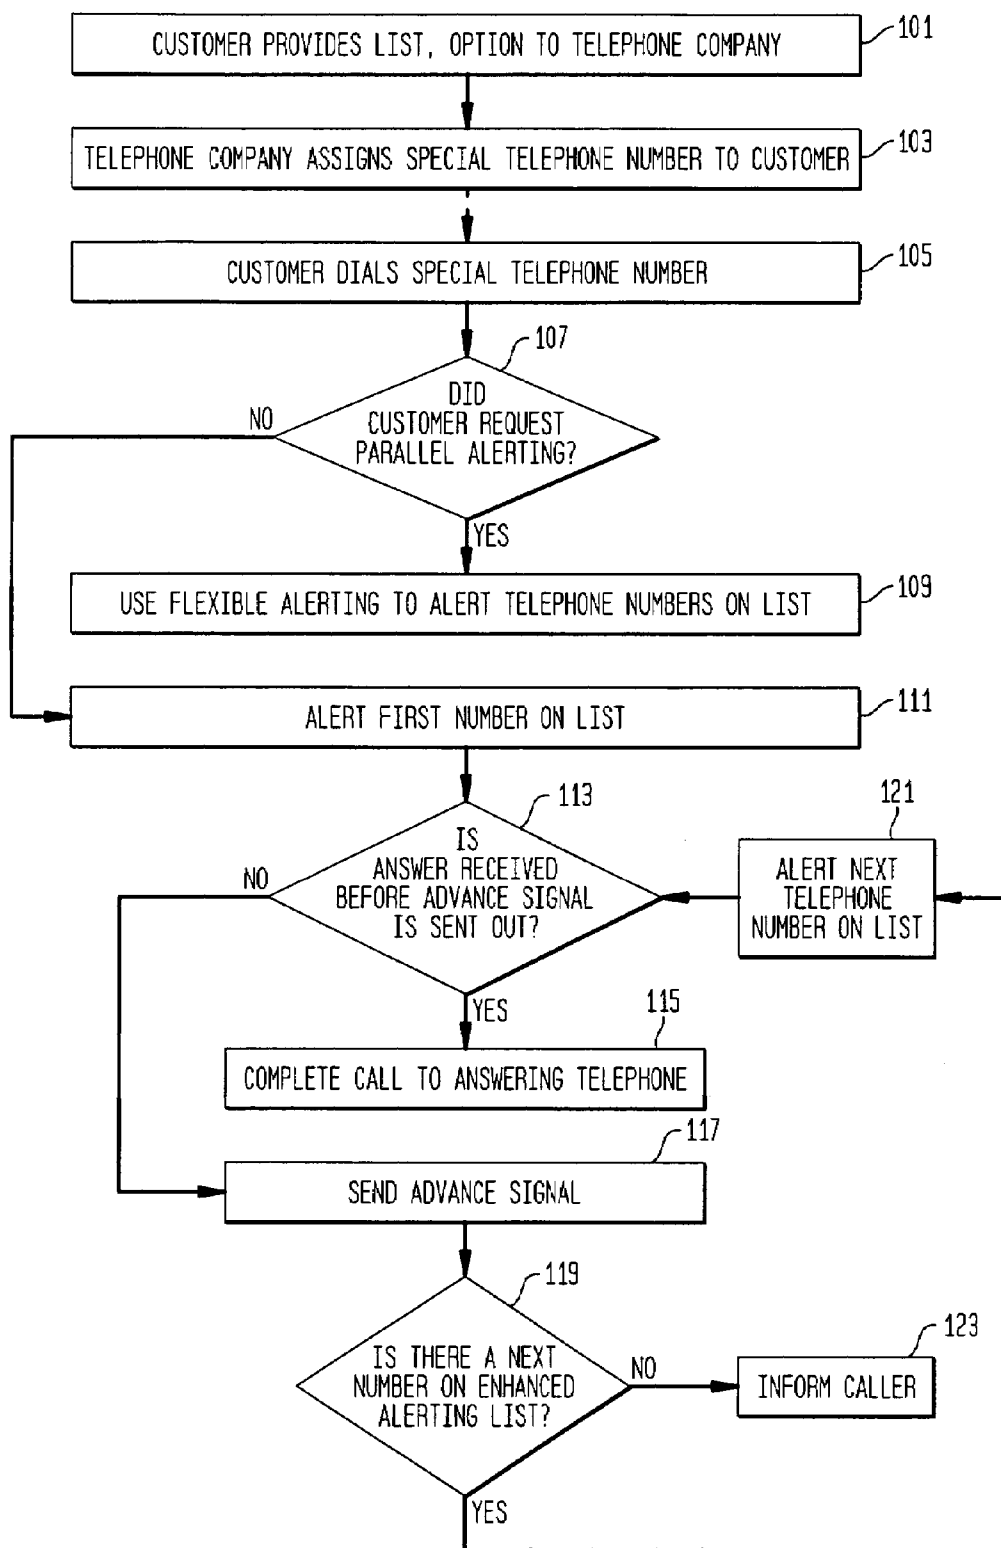 CUSTOMER PROVIDES LIST, OPTION TO TELEPHONE COMPANY
101
TELEPHONE COMPANY ASSIGNS SPECIAL TELEPHONE NUMBER TO CUSTOMER
103
CUSTOMER DIALS SPECIAL TELEPHONE NUMBER
105
107
DID
CUSTOMER REQUEST
PARALLEL ALERTING?
NO
YES
USE FLEXIBLE ALERTING TO ALERT TELEPHONE NUMBERS ON LIST
109
ALERT FIRST NUMBER ON LIST
111
113
IS
ANSWER RECEIVED
BEFORE ADVANCE SIGNAL
IS SENT OUT?
NO
YES
121
ALERT NEXT
TELEPHONE
NUMBER ON LIST
115
COMPLETE CALL TO ANSWERING TELEPHONE
117
SEND ADVANCE SIGNAL
119
IS THERE A NEXT
NUMBER ON ENHANCED
ALERTING LIST?
NO
YES
123
INFORM CALLER